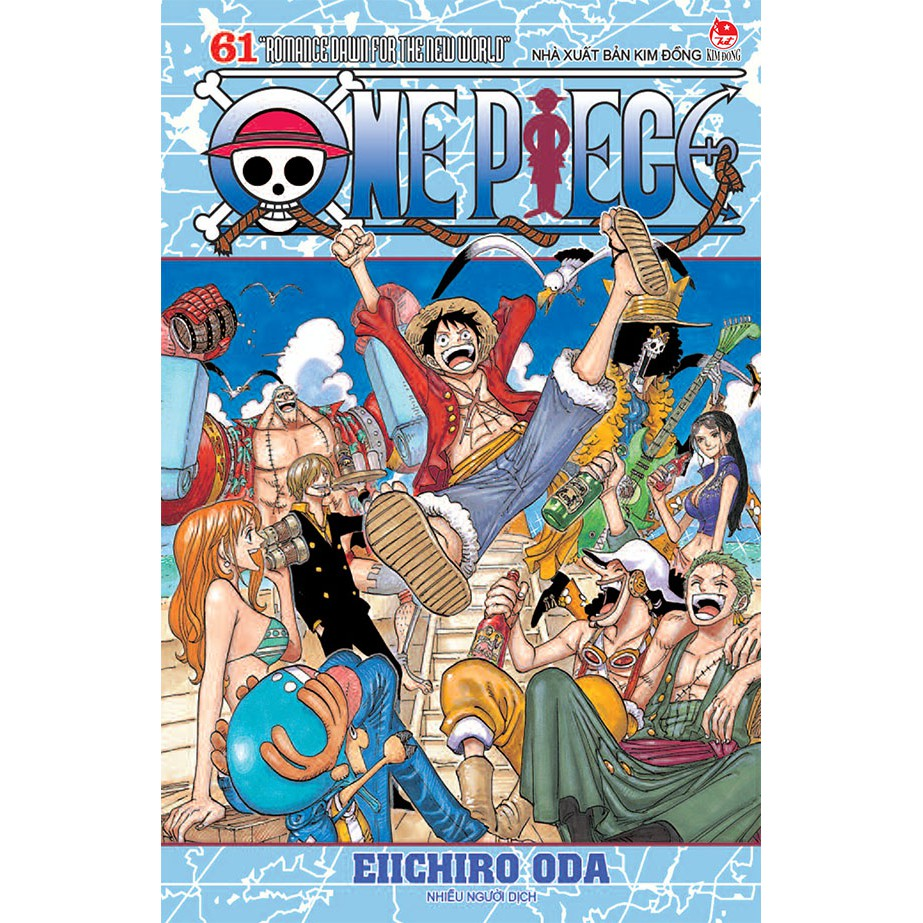 61 "ROMANCE DAWN FOR THE NEW WORLD"
NHÀ XUẤT BẢN KIM ĐỒNG
KIM ĐỒNG
ONE PIECE
EIICHIRO ODA
NHIỀU NGƯỜI DỊCH